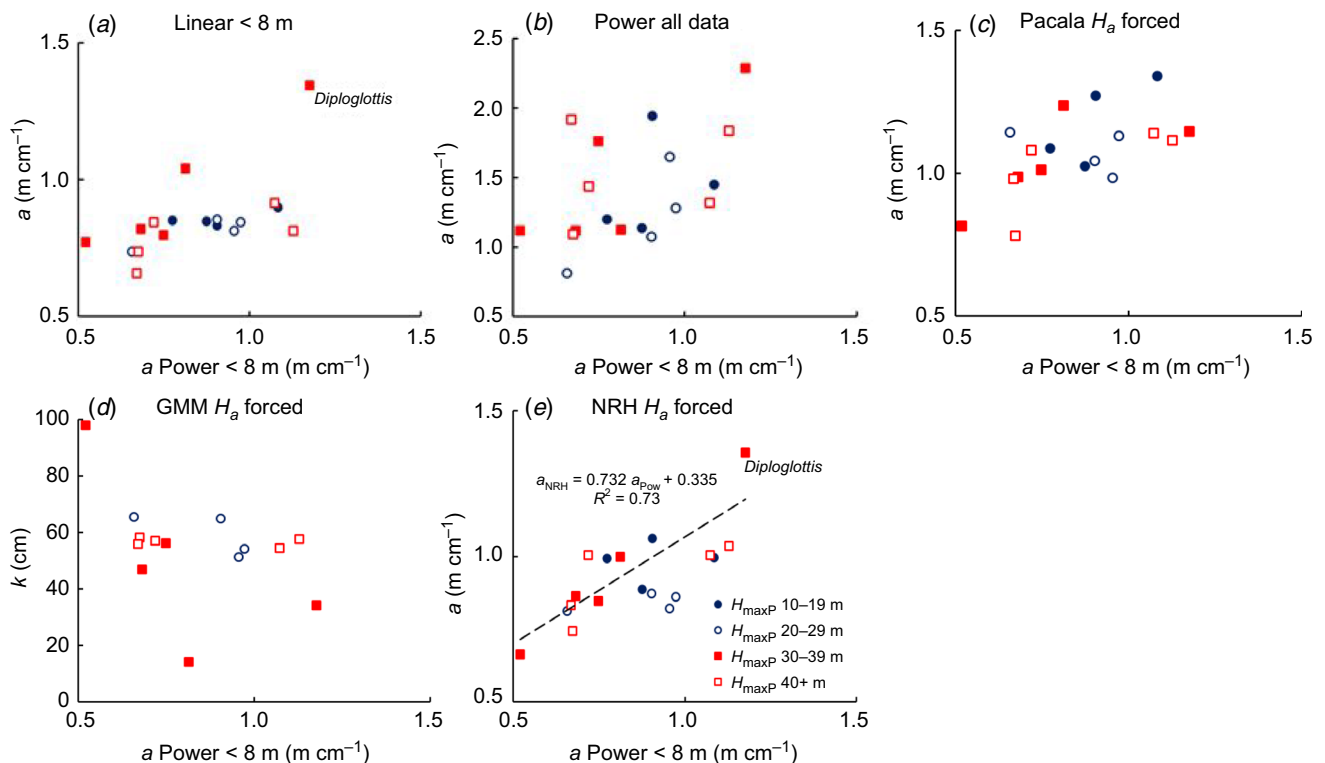 (a) Linear < 8 m
1.5
1.0
0.5
a (m cm⁻¹)
Diploglottis
0.5 1.0 1.5
a Power < 8 m (m cm⁻¹)
(b) Power all data
2.5
2.0
1.5
1.0
0.5
a (m cm⁻¹)
0.5 1.0 1.5
a Power < 8 m (m cm⁻¹)
(c) Pacala Hₐ forced
1.5
1.0
0.5
a (m cm⁻¹)
0.5 1.0 1.5
a Power < 8 m (m cm⁻¹)
(d) GMM Hₐ forced
100
80
60
40
20
0
k (cm)
0.5 1.0 1.5
a Power < 8 m (m cm⁻¹)
(e) NRH Hₐ forced
1.5
1.0
0.5
a (m cm⁻¹)
Diploglottis
a_NRH = 0.732 a_Pow + 0.335
R² = 0.73
H_maxP 10–19 m
H_maxP 20–29 m
H_maxP 30–39 m
H_maxP 40+ m
0.5 1.0 1.5
a Power < 8 m (m cm⁻¹)